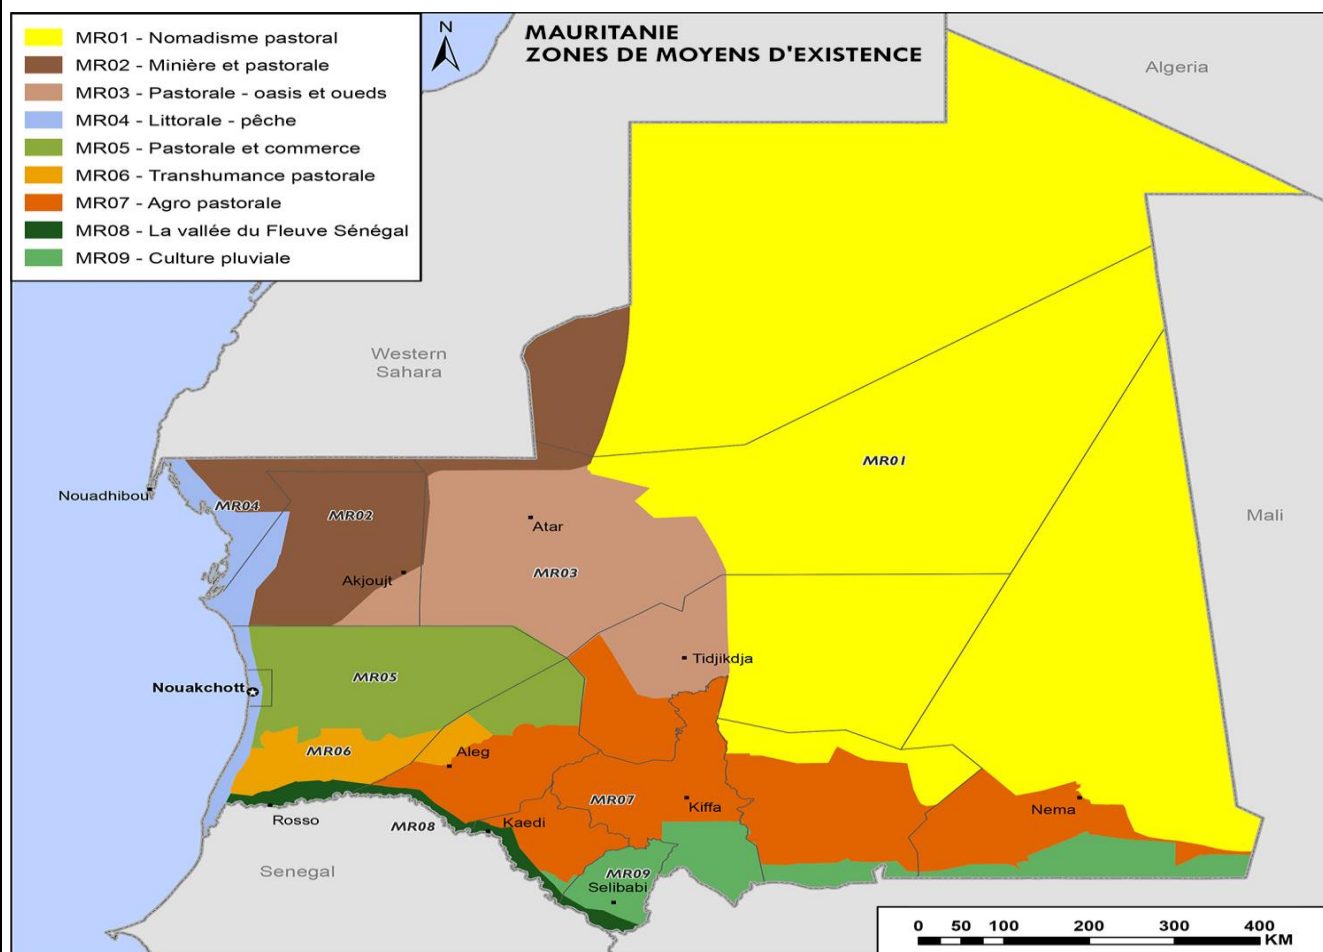 MR01 - Nomadisme pastoral
MR02 - Minière et pastorale
MR03 - Pastorale - oasis et oueds
MR04 - Littorale - pêche
MR05 - Pastorale et commerce
MR06 - Transhumance pastorale
MR07 - Agro pastorale
MR08 - La vallée du Fleuve Sénégal
MR09 - Culture pluviale
N
MAURITANIE
ZONES DE MOYENS D'EXISTENCE
Algeria
Western
Sahara
MR01
Nouadhibou
MR04
MR02
Mali
Atar
Akjoujt
MR03
Tidjikdja
Nouakchott
MR05
MR06
Aleg
MR07
Kiffa
Nema
Rosso
MR08
Kaedi
Senegal
MR09
Selibabi
0 50 100 200 300 400
KM